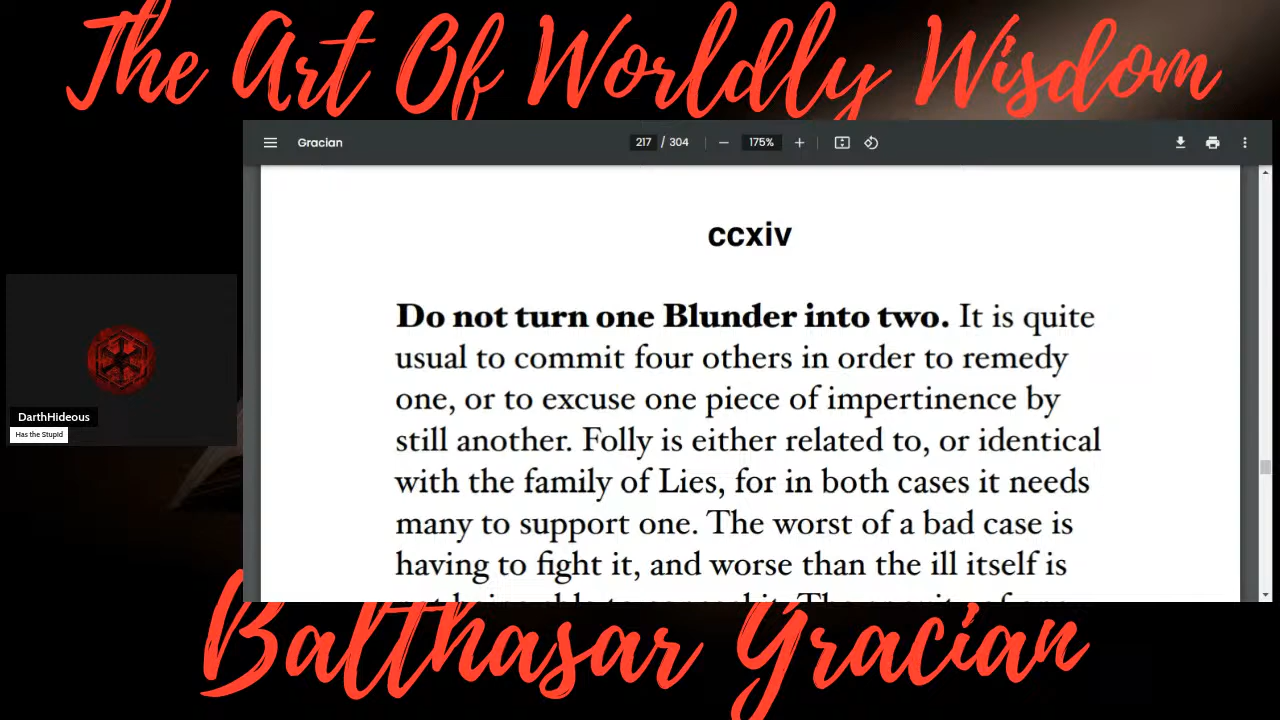 The Art Of Worldly Wisdom
Gracian
217 / 304
175%
ccxiv
Do not turn one Blunder into two. It is quite
usual to commit four others in order to remedy
one, or to excuse one piece of impertinence by
still another. Folly is either related to, or identical
with the family of Lies, for in both cases it needs
many to support one. The worst of a bad case is
having to fight it, and worse than the ill itself is
DarthHideous
Has the Stupid
Balthasar Gracian